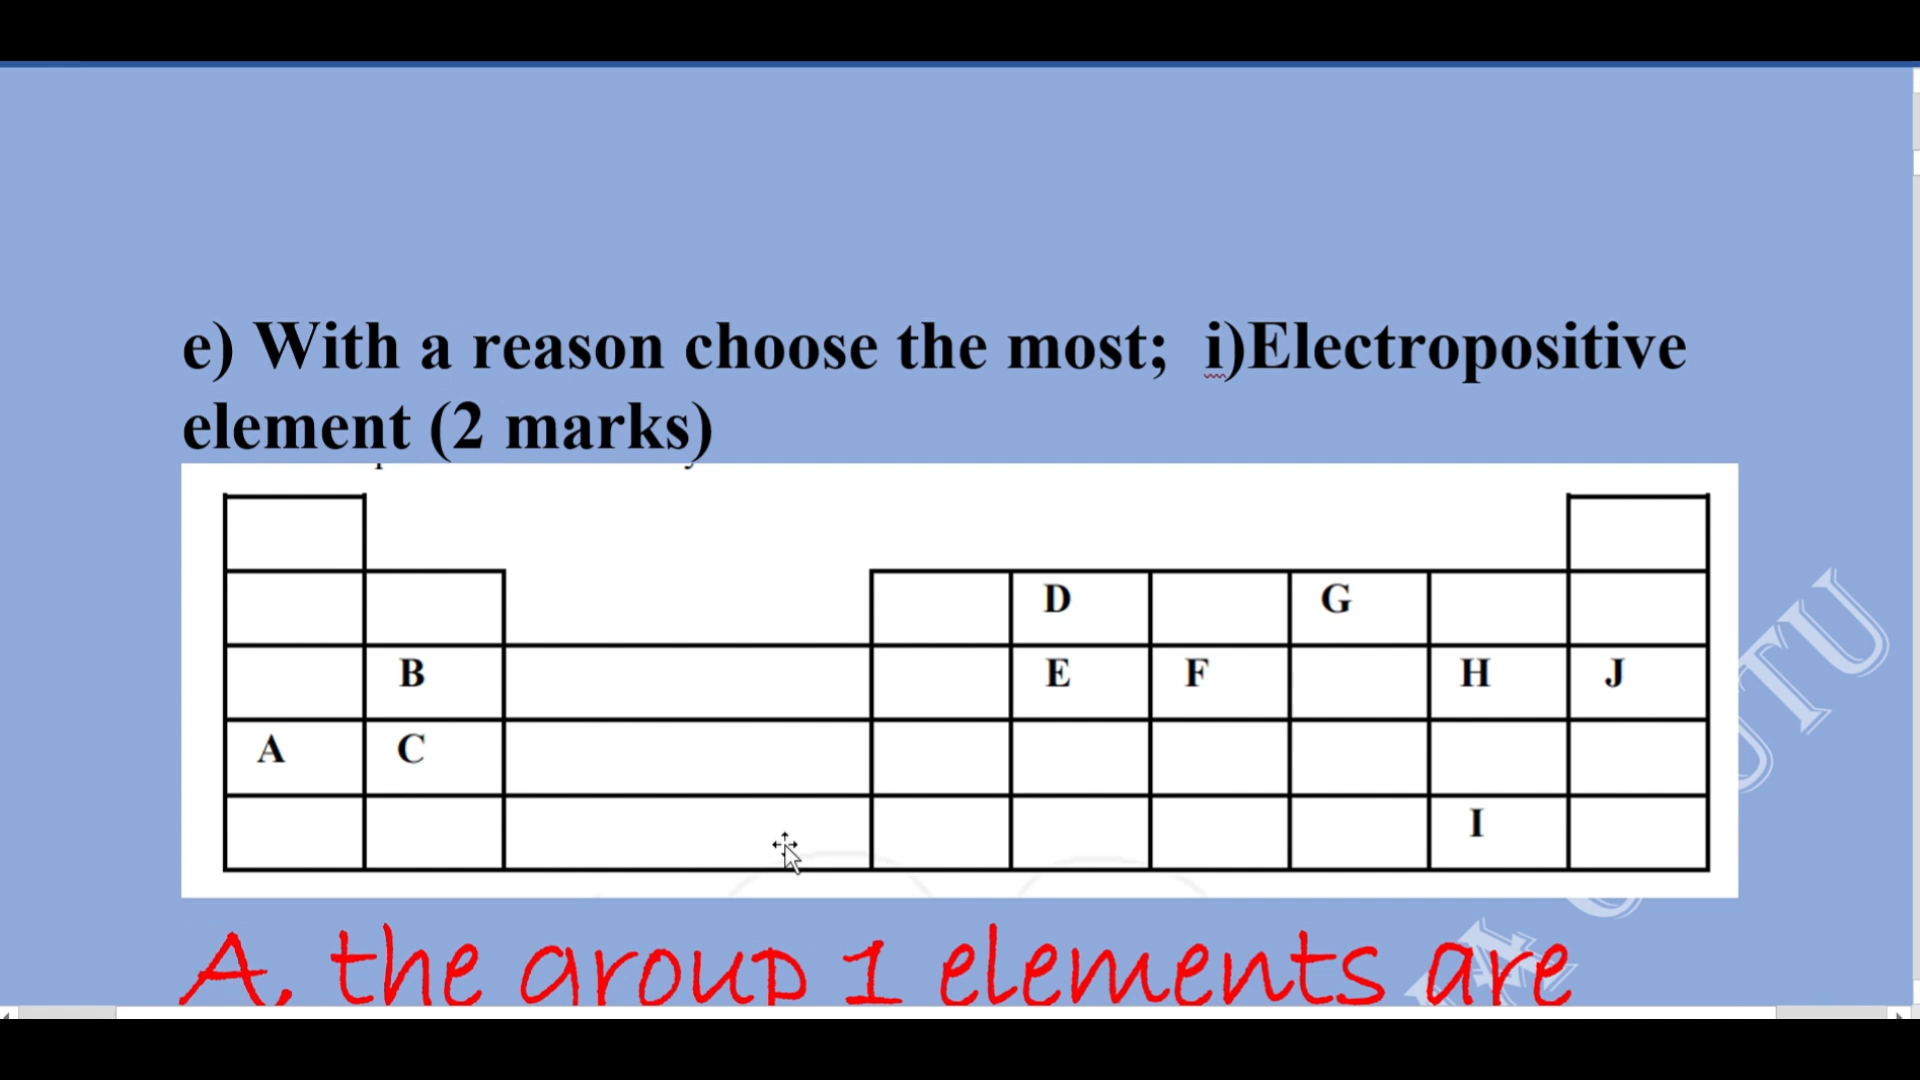 e) With a reason choose the most; i)Electropositive
element (2 marks)
D G
B E F H J
A C
I
A. the group 1 elements are